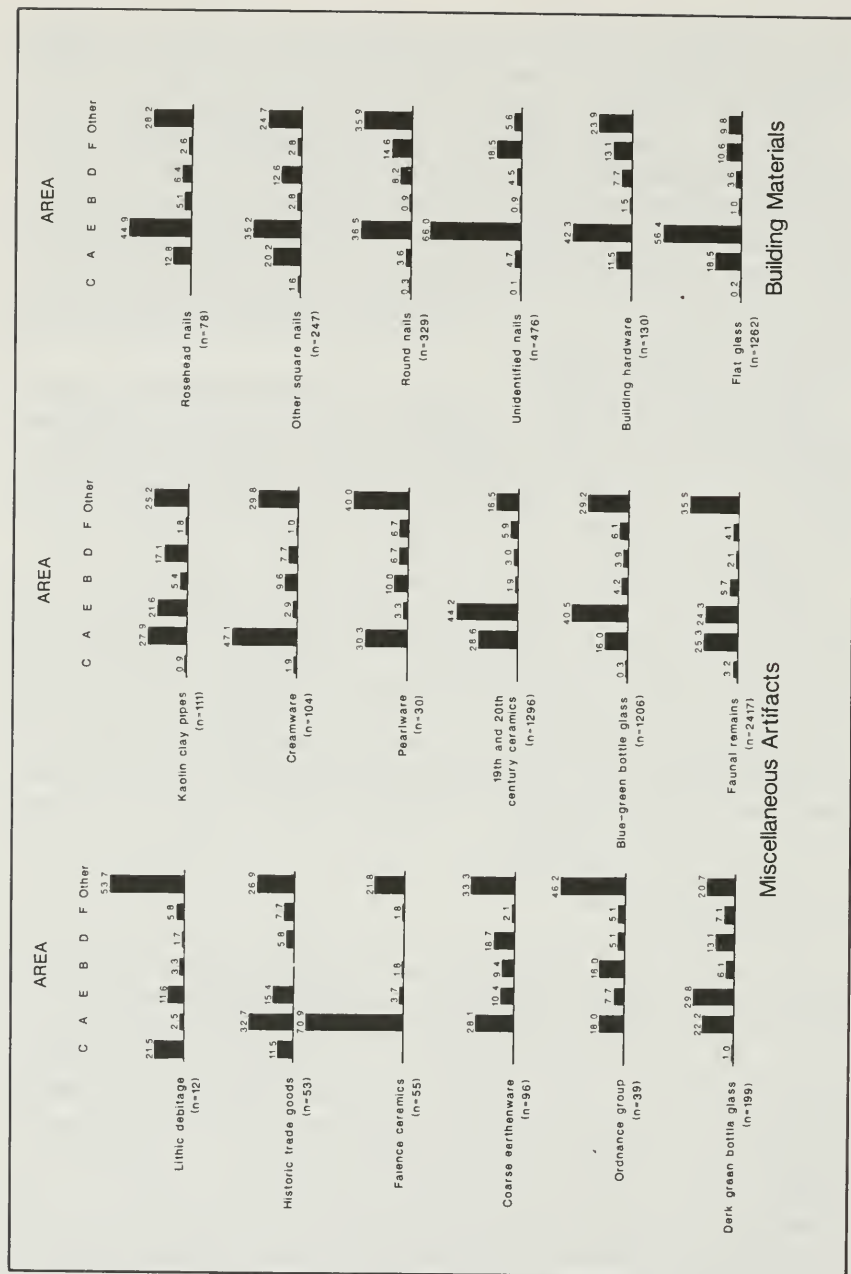 AREA
C A E B D F Other
21.5 2.5 11.6 3.3 1.7 5.8 53.7
Lithic debitage
(n=12)
11.5 32.7 15.4 5.8 7.7 26.9
Historic trade goods
(n=53)
70.9 3.7 1.8 1.8 21.8
Faience ceramics
(n=55)
28.1 10.4 9.4 18.7 2.1 33.3
Coarse earthenware
(n=96)
18.0 7.7 18.0 5.1 5.1 46.2
Ordnance group
(n=39)
1.0 22.2 29.8 6.1 13.1 7.1 20.7
Dark green bottle glass
(n=199)
AREA
C A E B D F Other
0.9 27.9 21.6 5.4 17.1 1.8 25.2
Kaolin clay pipes
(n=111)
1.9 47.1 2.9 9.6 7.7 1.0 29.8
Creamware
(n=104)
30.3 3.3 10.0 6.7 6.7 40.0
Pearlware
(n=30)
28.6 44.2 1.9 3.0 5.9 16.5
19th and 20th
century ceramics
(n=1296)
0.3 16.0 40.5 4.2 3.9 6.1 29.2
Blue-green bottle glass
(n=1206)
3.2 25.3 24.3 5.7 2.1 4.1 35.5
Faunal remains
(n=2417)
Miscellaneous Artifacts
AREA
C A E B D F Other
12.8 44.9 5.1 6.4 2.6 28.2
Rosehead nails
(n=78)
1.6 20.2 35.2 2.8 12.6 2.8 24.7
Other square nails
(n=247)
0.3 3.6 36.5 0.9 8.2 14.6 35.9
Round nails
(n=329)
0.1 4.7 66.0 0.9 4.5 18.5 5.6
Unidentified nails
(n=476)
11.5 42.3 1.5 7.7 13.1 23.9
Building hardware
(n=130)
0.2 18.5 56.4 1.0 3.6 10.6 9.8
Flat glass
(n=1262)
Building Materials